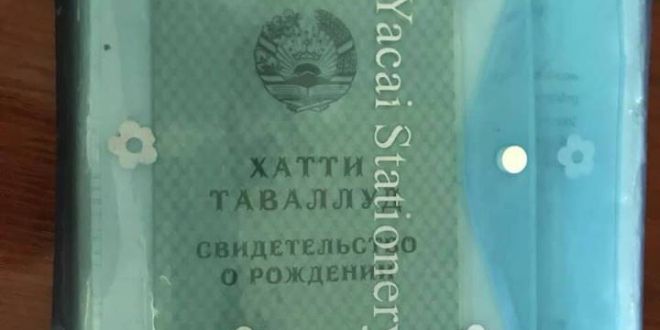 ХАТТИ
ТАВАЛЛУД
СВИДЕТЕЛЬСТВО
О РОЖДЕНИИ
Yacai Stationery